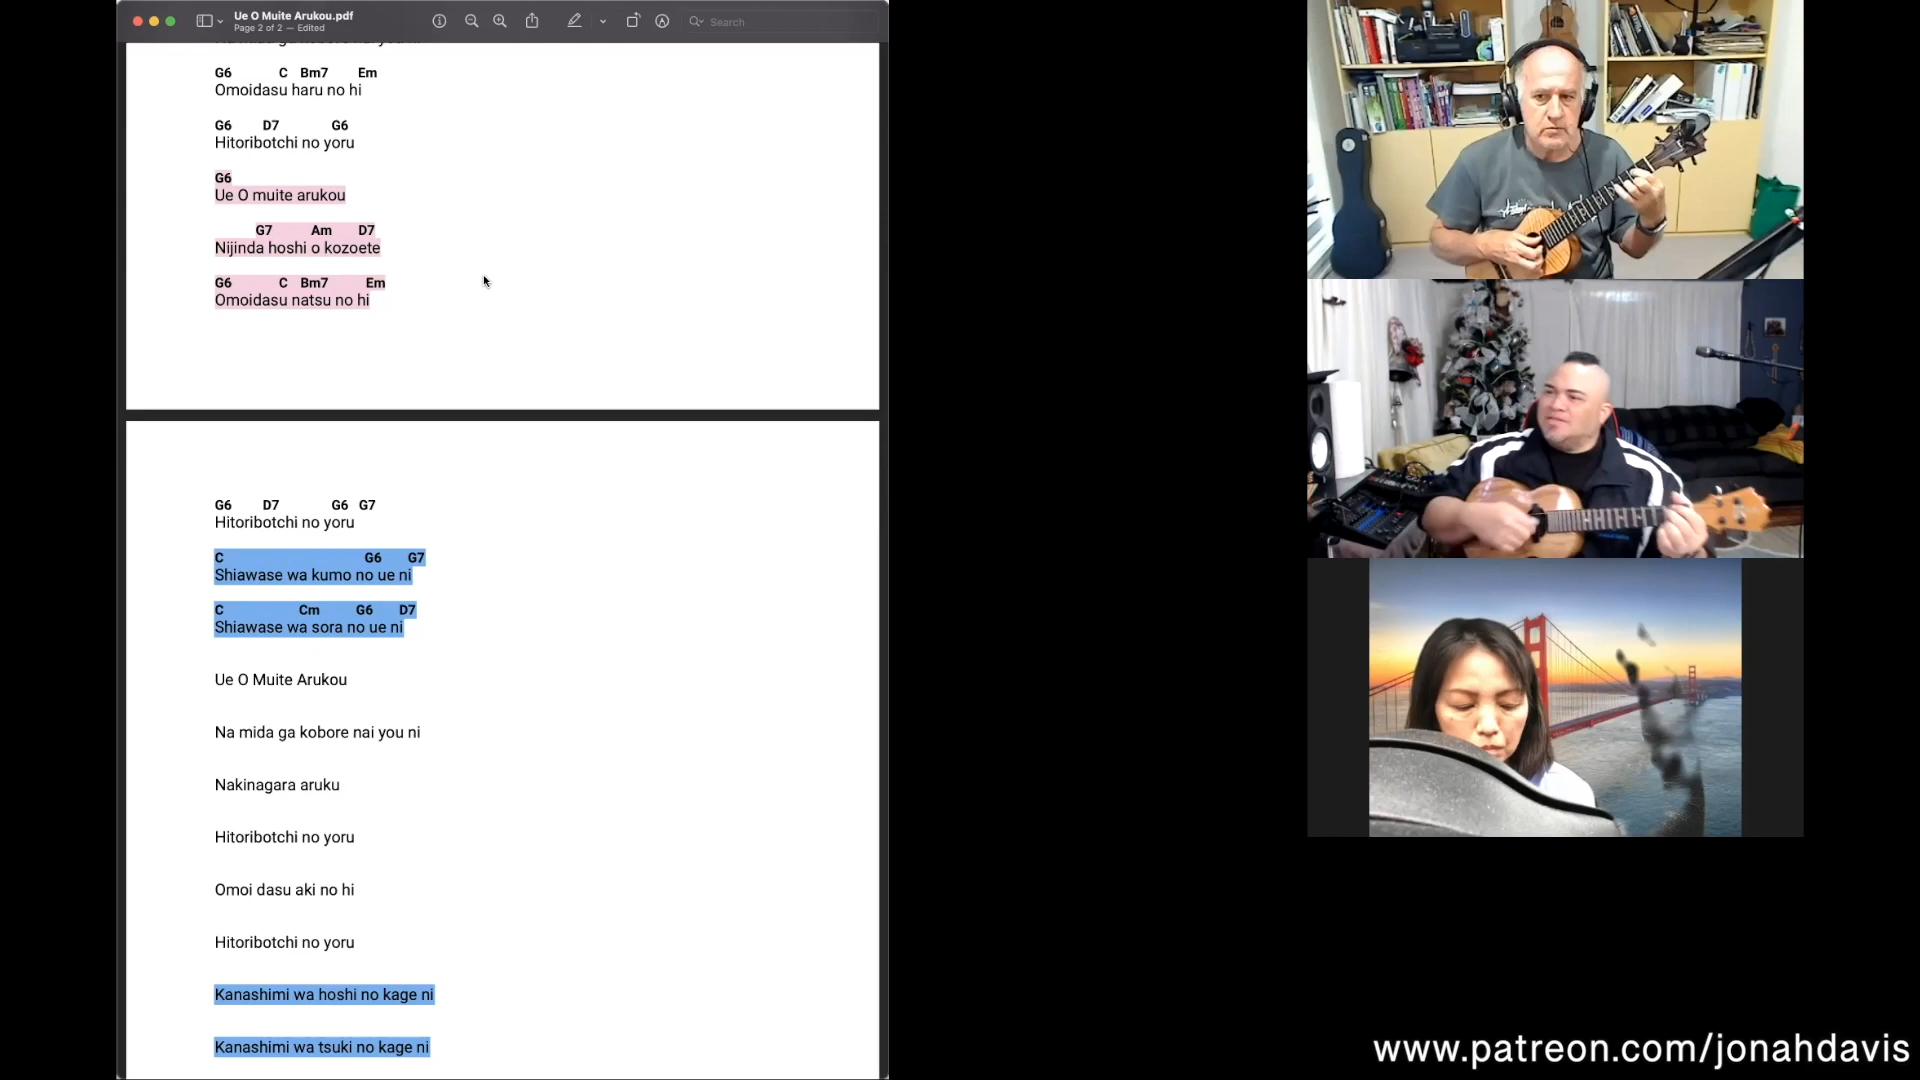 Ue O Muite Arukou.pdf
Page 2 of 2 — Edited
Search
G6 C Bm7 Em
Omoidasu haru no hi
G6 D7 G6
Hitoribotchi no yoru
G6
Ue O muite arukou
G7 Am D7
Nijinda hoshi o kozoete
G6 C Bm7 Em
Omoidasu natsu no hi
G6 D7 G6 G7
Hitoribotchi no yoru
C G6 G7
Shiawase wa kumo no ue ni
C Cm G6 D7
Shiawase wa sora no ue ni
Ue O Muite Arukou
Na mida ga kobore nai you ni
Nakinagara aruku
Hitoribotchi no yoru
Omoi dasu aki no hi
Hitoribotchi no yoru
Kanashimi wa hoshi no kage ni
Kanashimi wa tsuki no kage ni
www.patreon.com/jonahdavis